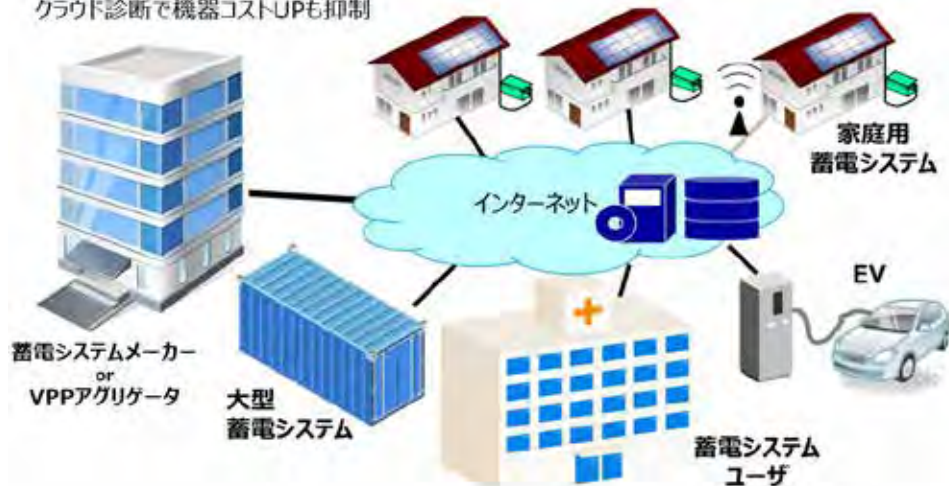 クラウド診断で機器コストUPも抑制
家庭用
蓄電システム
インターネット
EV
蓄電システムメーカー
or
VPPアグリゲータ
大型
蓄電システム
蓄電システム
ユーザ